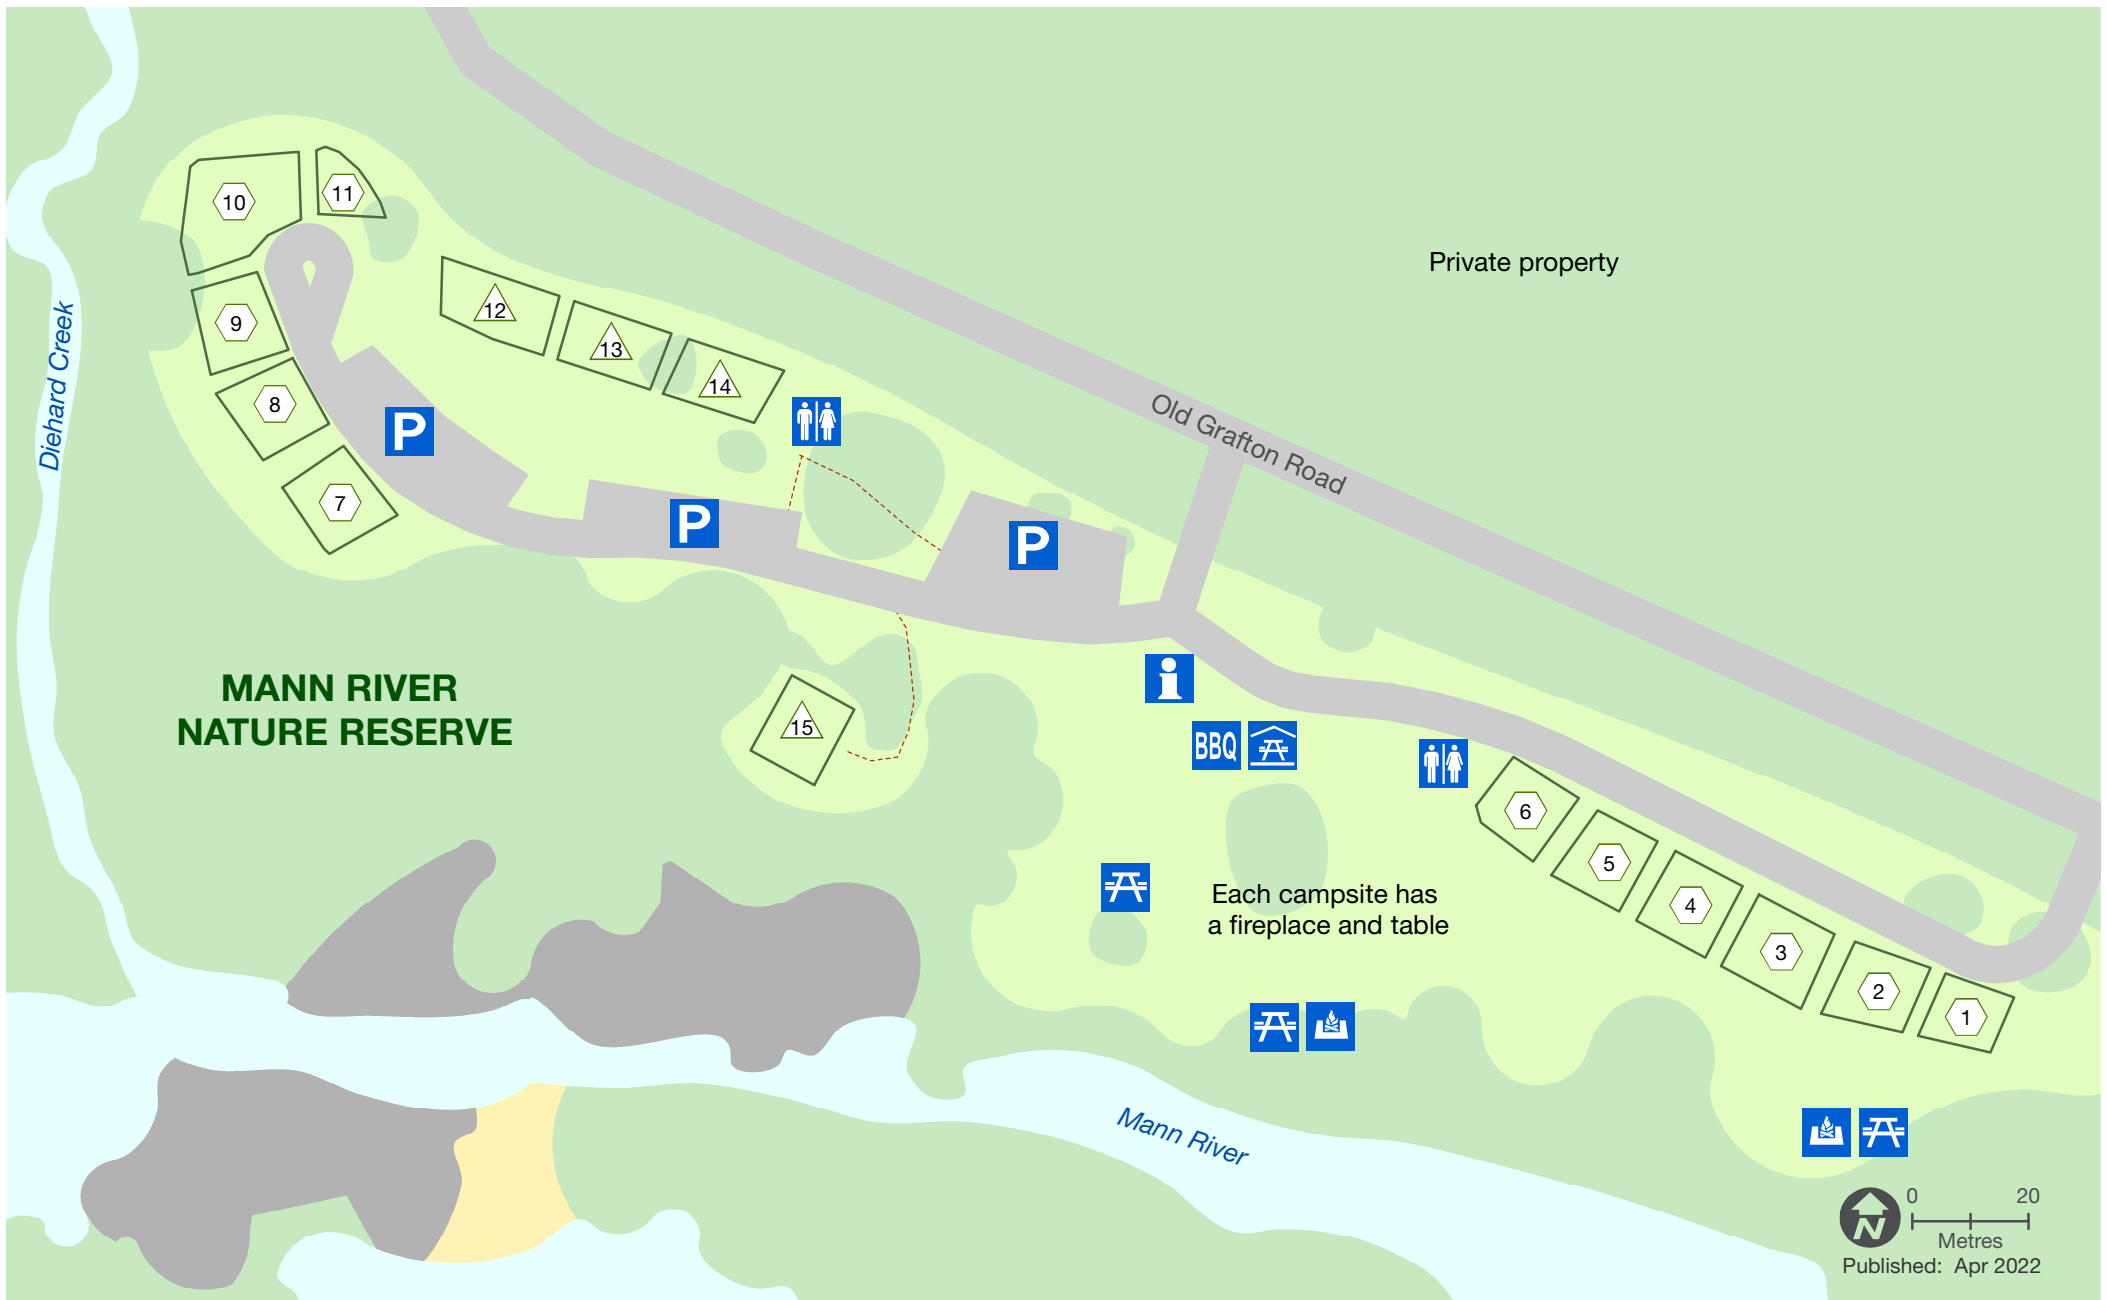 10
11
Private property
12
9
13
Diehard Creek
14
8
Old Grafton Road
P
7
P
P
MANN RIVER
NATURE RESERVE
15
i
BBQ
6
5
Each campsite has
a fireplace and table
4
3
2
1
Mann River
N
0 20
Metres
Published: Apr 2022